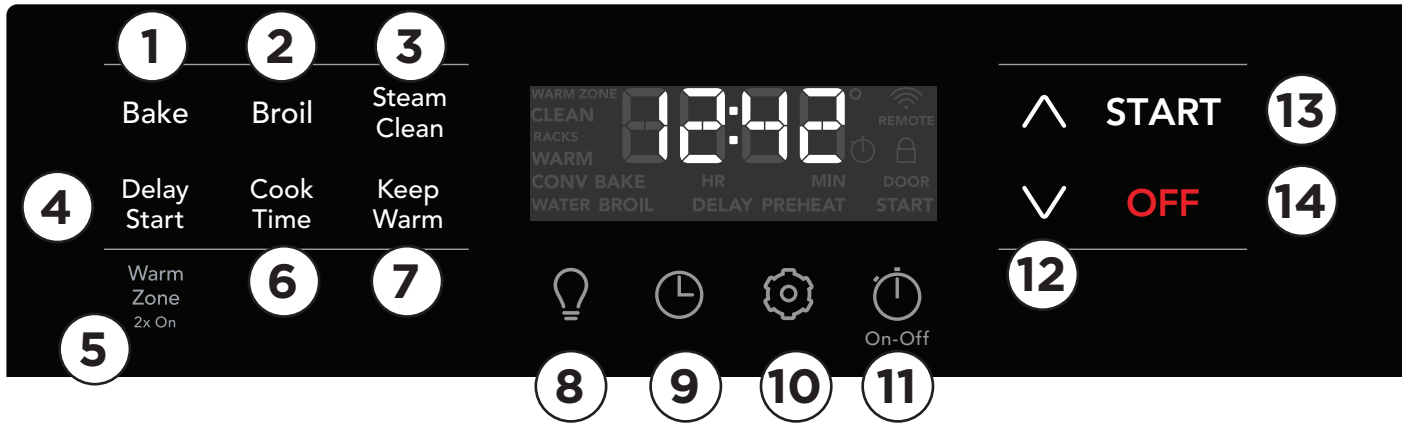 1 2 3
Bake Broil Steam
Clean
4 Delay
Start
Cook
Time
Keep
Warm
Warm
Zone
2x On
5 6 7
WARM ZONE
CLEAN
RACKS
WARM
CONV BAKE HR MIN
WATER BROIL DELAY PREHEAT
12:42
°
REMOTE
DOOR
START
8 9 10 11
On-Off
START 13
OFF 14
12